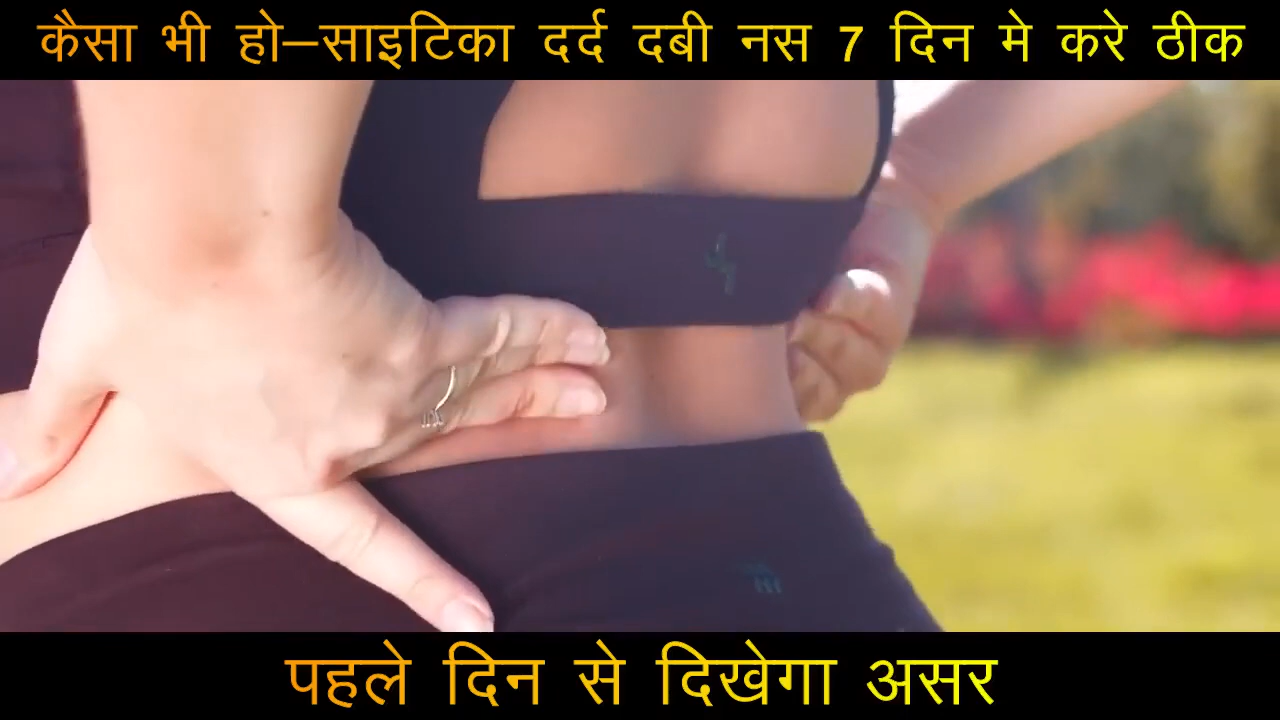 कैसा भी हो–साइटिका दर्द दबी नस 7 दिन मे करे ठीक
पहले दिन से दिखेगा असर